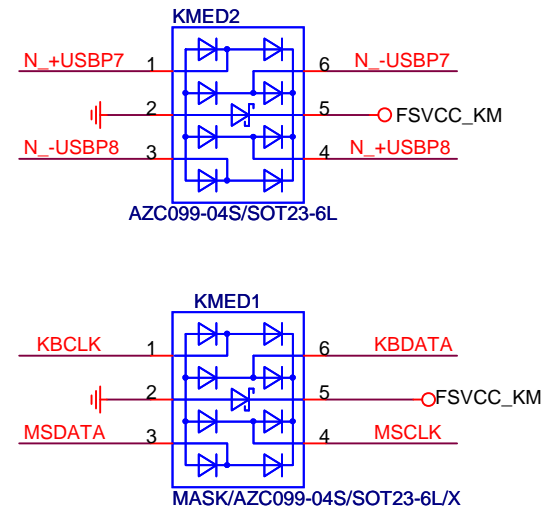 KMED2
N_+USBP7 1 6 N_-USBP7
2 5 FSVCC_KM
N_-USBP8 3 4 N_+USBP8
AZC099-04S/SOT23-6L
KMED1
KBCLK 1 6 KBDATA
2 5 FSVCC_KM
MSDATA 3 4 MSCLK
MASK/AZC099-04S/SOT23-6L/X